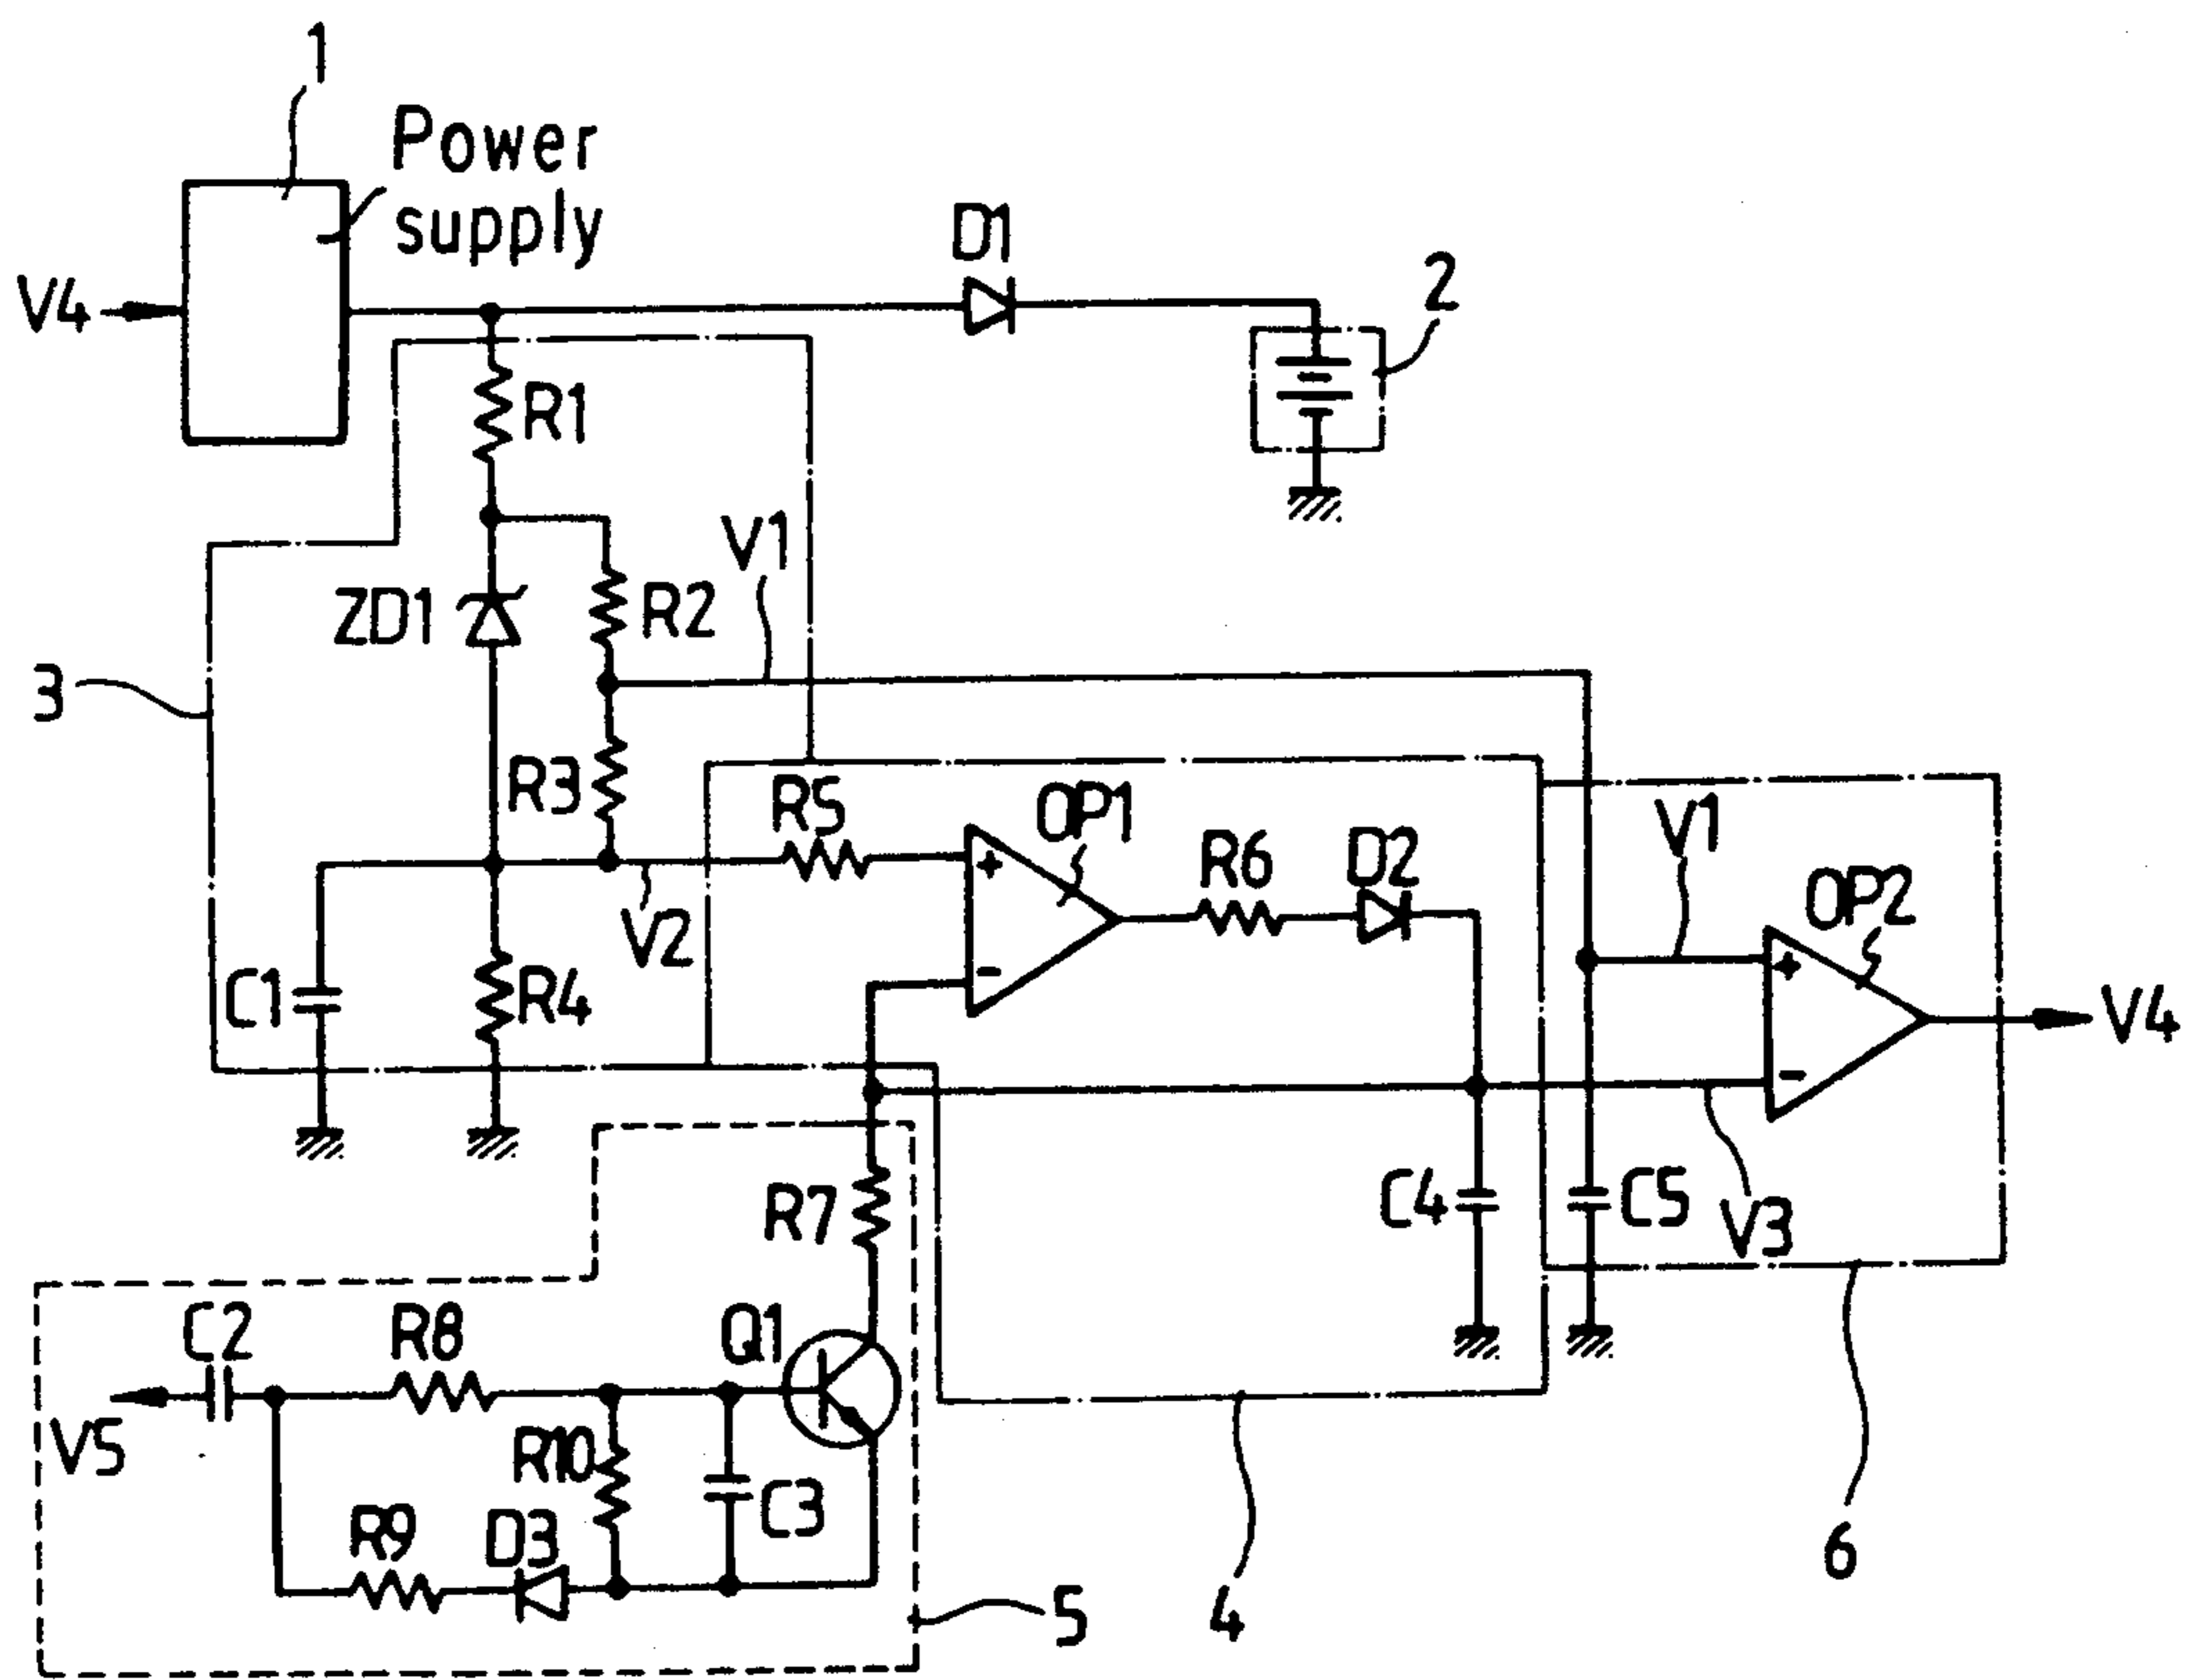 1
Power
supply
V4
D1
2
R1
V1
ZD1
R2
3
R3
R5
OP1
+
-
R6
D2
V1
OP2
+
-
V4
V2
C1
R4
R7
C4
C5
V3
C2
R8
Q1
V5
R10
C3
R9
D3
5
4
6